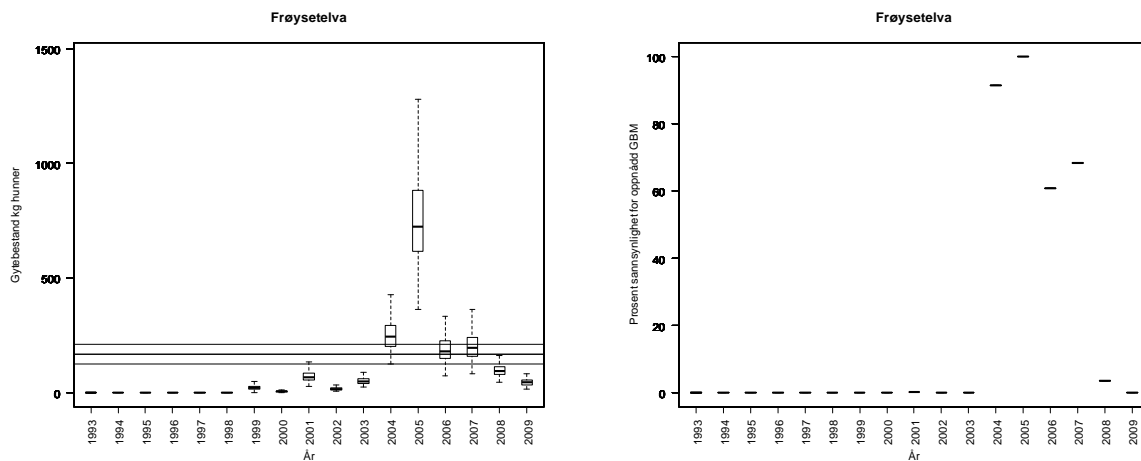 Frøysetelva
1500
1000
500
0
Gytebestand kg hunner
1993 1994 1995 1996 1997 1998 1999 2000 2001 2002 2003 2004 2005 2006 2007 2008 2009
År
Frøysetelva
100
80
60
40
20
0
Prosent sannsynlighet for oppnådd GBM
1993 1994 1995 1996 1997 1998 1999 2000 2001 2002 2003 2004 2005 2006 2007 2008 2009
År